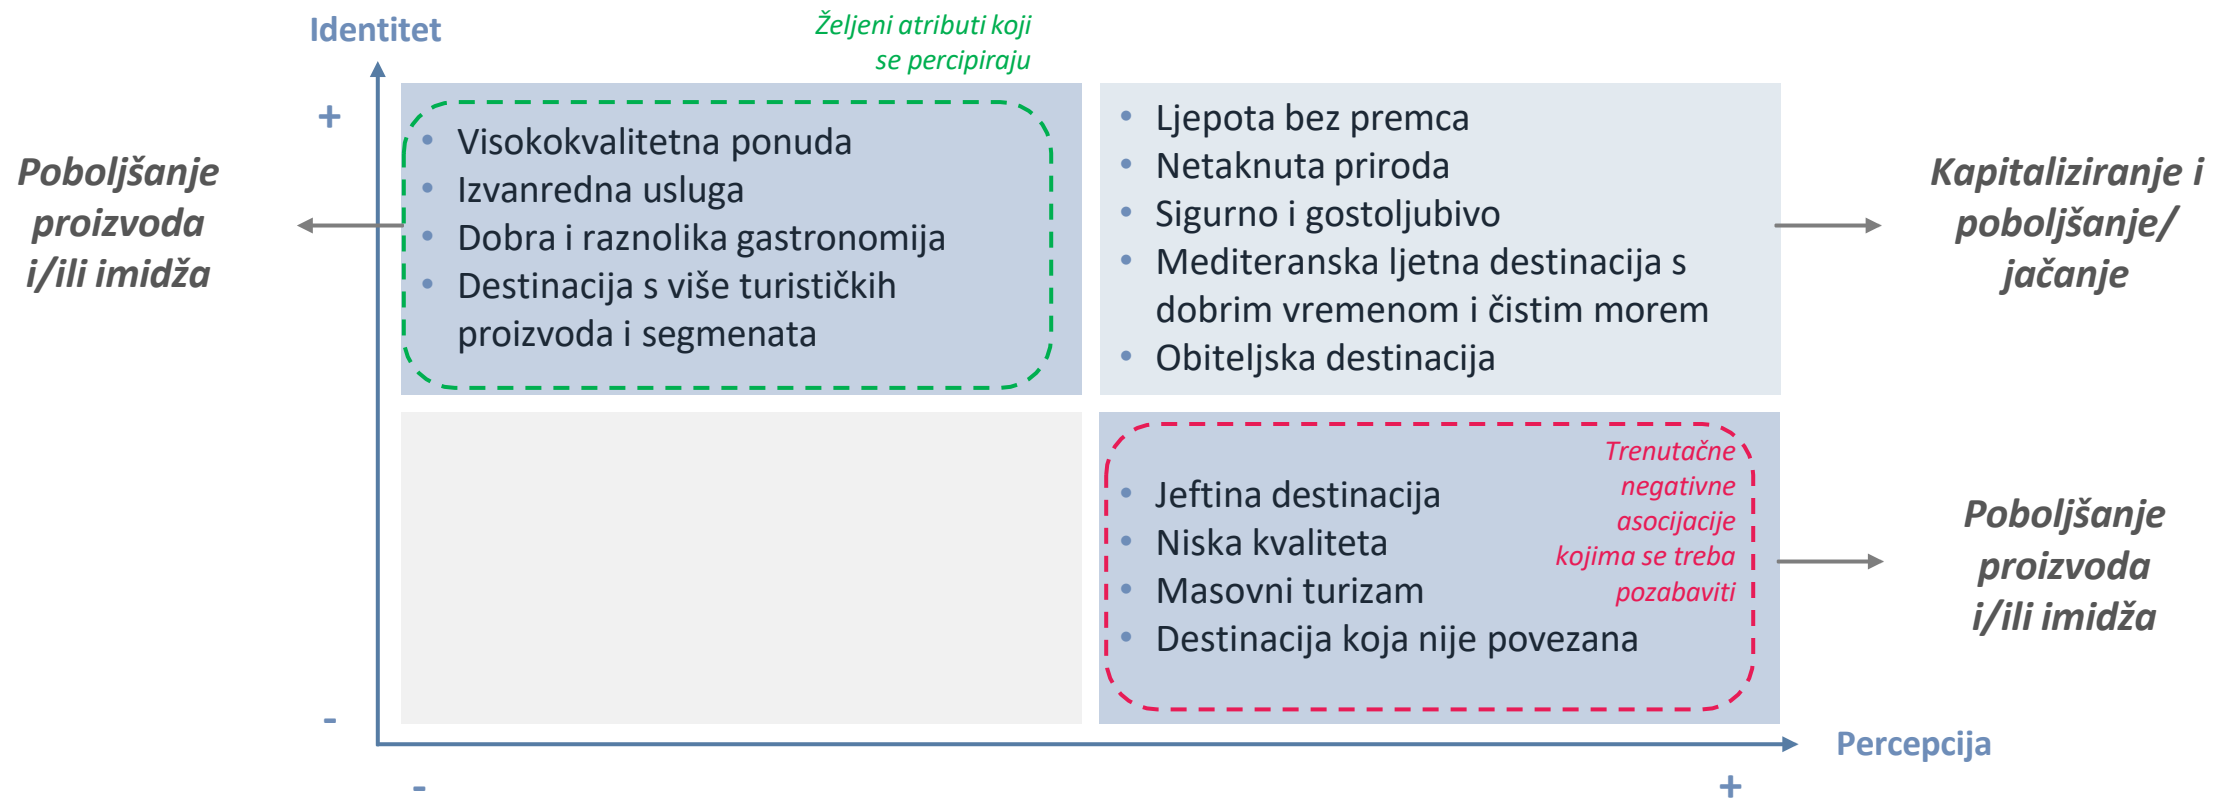 Identitet
Željeni atributi koji
se percipiraju
+
Poboljšanje
proizvoda
i/ili imidža
• Visokokvalitetna ponuda
• Izvanredna usluga
• Dobra i raznolika gastronomija
• Destinacija s više turističkih
proizvoda i segmenata
• Ljepota bez premca
• Netaknuta priroda
• Sigurno i gostoljubivo
• Mediteranska ljetna destinacija s
dobrim vremenom i čistim morem
• Obiteljska destinacija
Kapitaliziranje i
poboljšanje/
jačanje
• Jeftina destinacija
• Niska kvaliteta
• Masovni turizam
• Destinacija koja nije povezana
Trenutačne
negativne
asocijacije
kojima se treba
pozabaviti
Poboljšanje
proizvoda
i/ili imidža
-
Percepcija
-
+